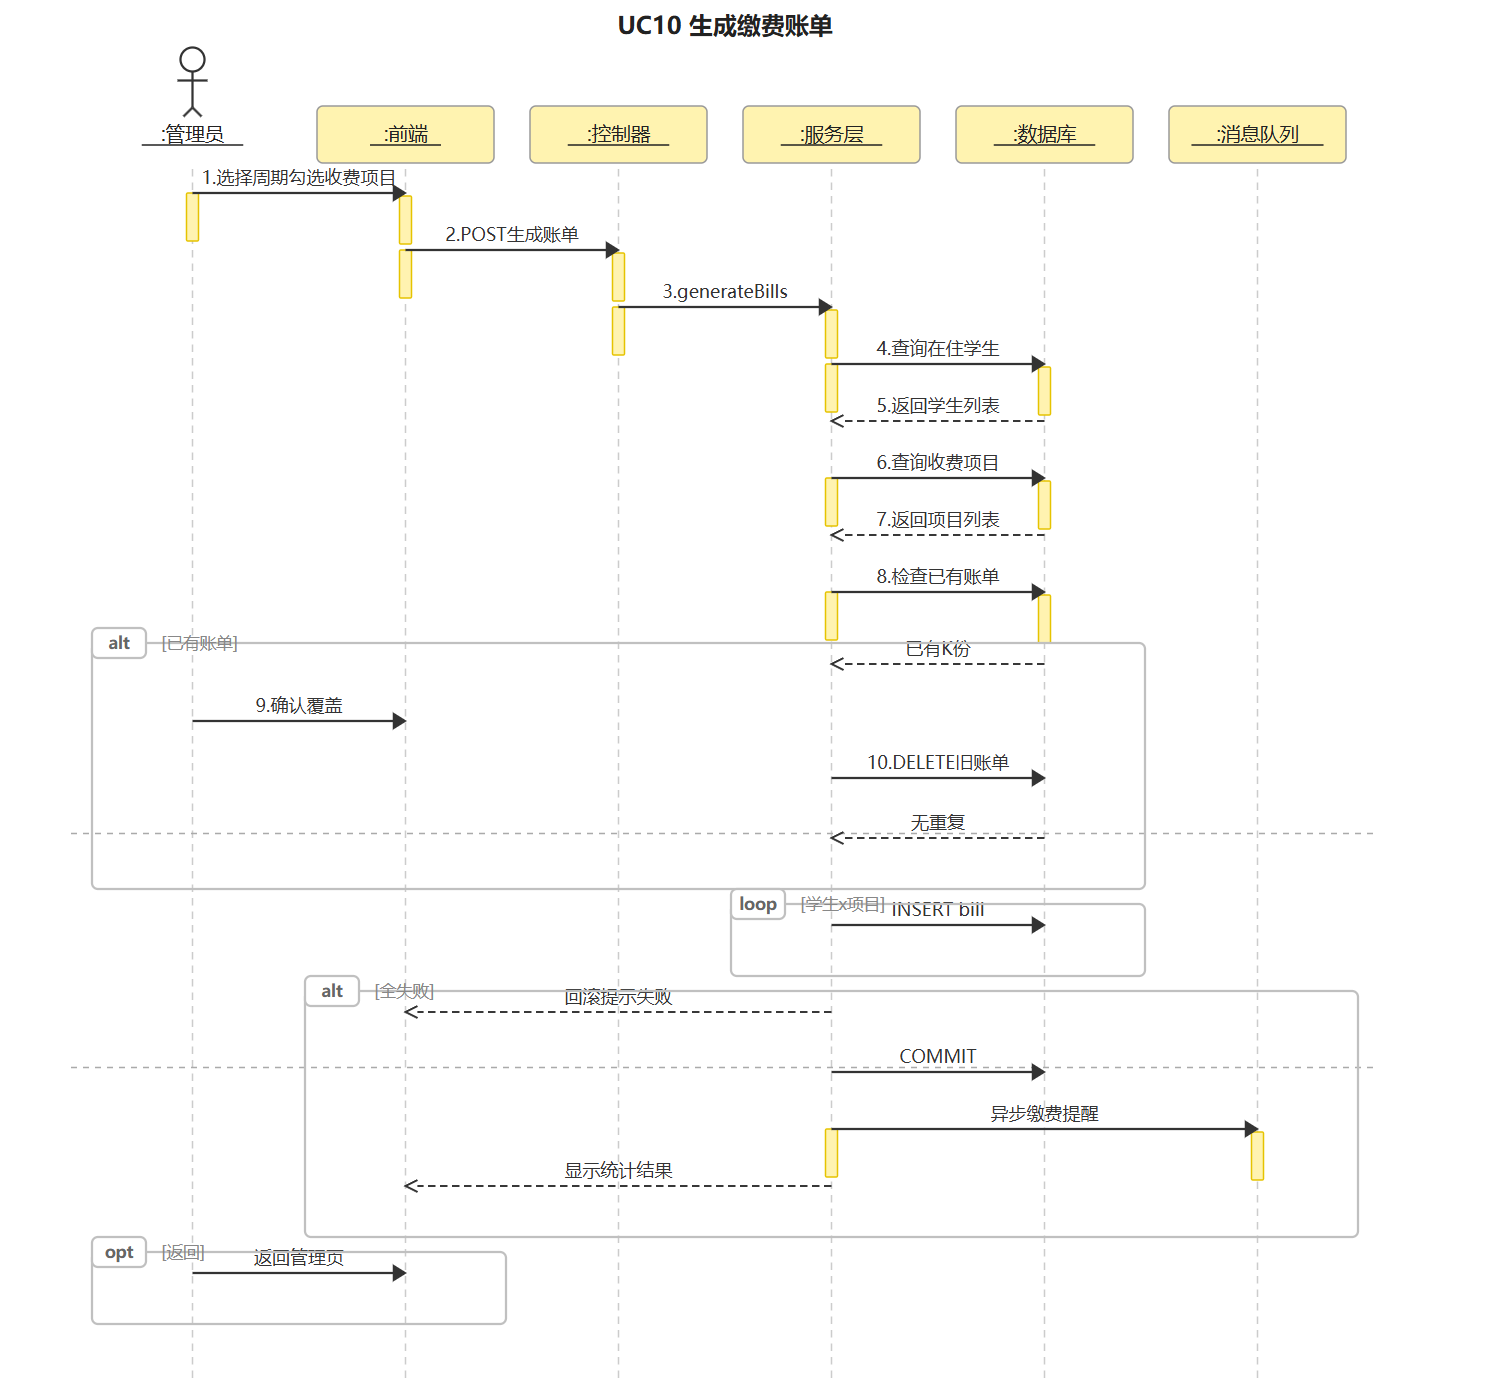 UC10 生成缴费账单
:管理员
:前端
:控制器
:服务层
:数据库
:消息队列
1.选择周期勾选收费项目
2.POST生成账单
3.generateBills
4.查询在住学生
5.返回学生列表
6.查询收费项目
7.返回项目列表
8.检查已有账单
alt [已有账单]
已有K份
9.确认覆盖
10.DELETE旧账单
无重复
loop [学生x项目] INSERT bill
alt [全失败] 回滚提示失败
COMMIT
异步缴费提醒
显示统计结果
opt [返回] 返回管理页